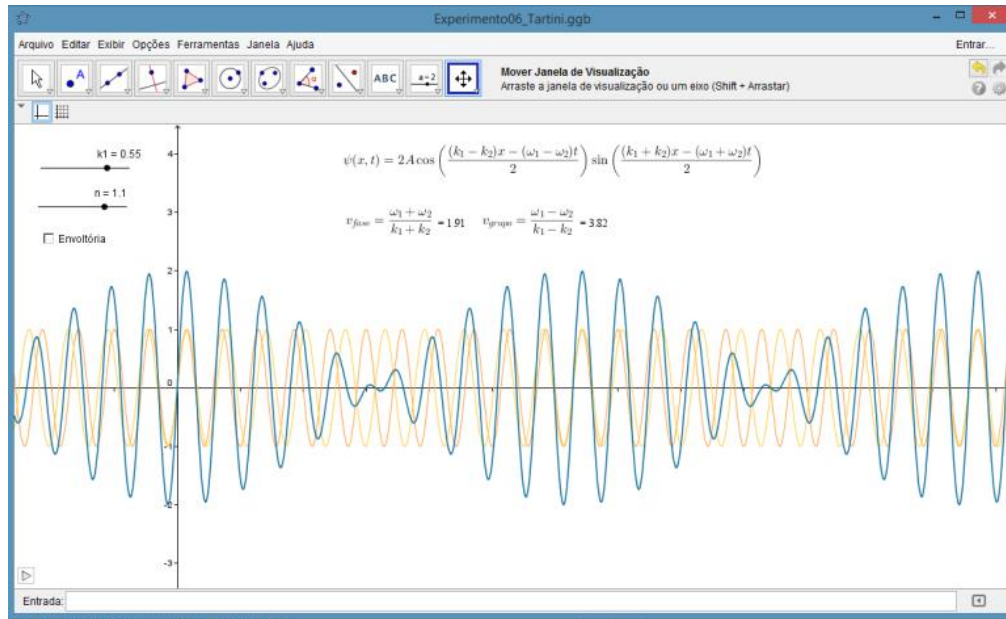 Experimento06_Tartini.ggb
Arquivo Editar Exibir Opções Ferramentas Janela Ajuda
Entrar...
A
ABC
a=2
Mover Janela de Visualização
Arraste a janela de visualização ou um eixo (Shift + Arrastar)
k1 = 0.55
n = 1.1
Envoltória
ψ(x, t) = 2A cos ( ((k₁ − k₂)x − (ω₁ − ω₂)t) / 2 ) sin ( ((k₁ + k₂)x − (ω₁ + ω₂)t) / 2 )
v_fase = (ω₁ + ω₂) / (k₁ + k₂) = 1.91 v_grupo = (ω₁ − ω₂) / (k₁ − k₂) = 3.82
4
3
2
1
0
-1
-2
-3
Entrada: